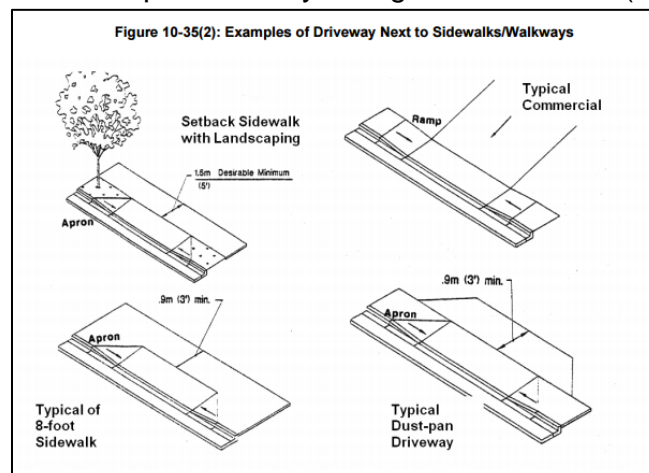 Figure 10-35(2): Examples of Driveway Next to Sidewalks/Walkways
Setback Sidewalk
with Landscaping
1.5m Desirable Minimum
(5')
Apron
Typical
Commercial
Ramp
.9m (3') min.
Apron
Typical of
8-foot
Sidewalk
.9m (3') min.
Apron
Typical
Dust-pan
Driveway